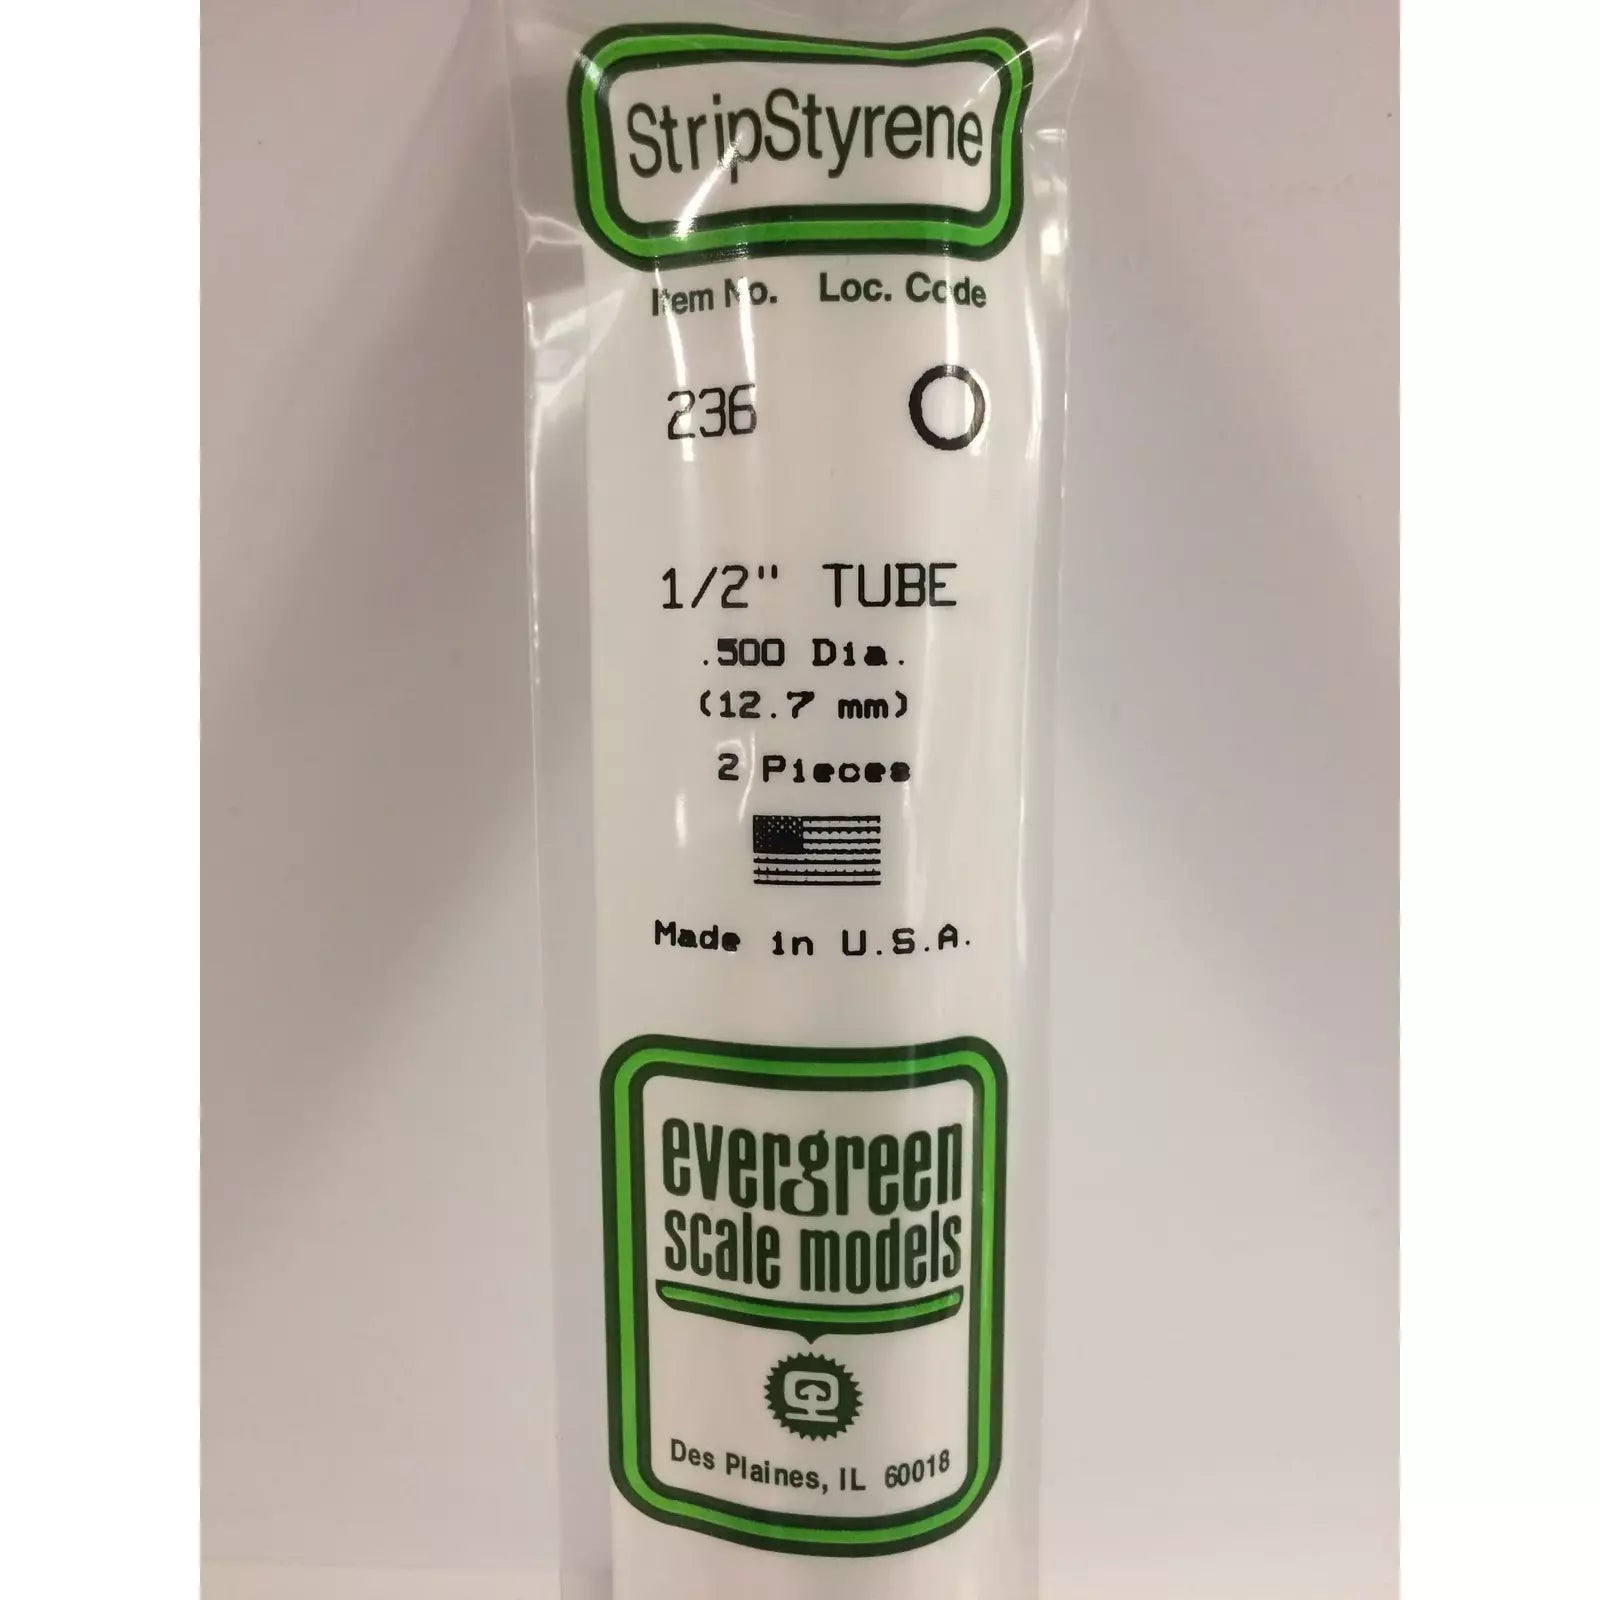 StripStyrene
Item No. Loc. Code
236
1/2" TUBE
.500 Dia.
(12.7 mm)
2 Pieces
Made in U.S.A.
evergreen
scale models
Des Plaines, IL 60018